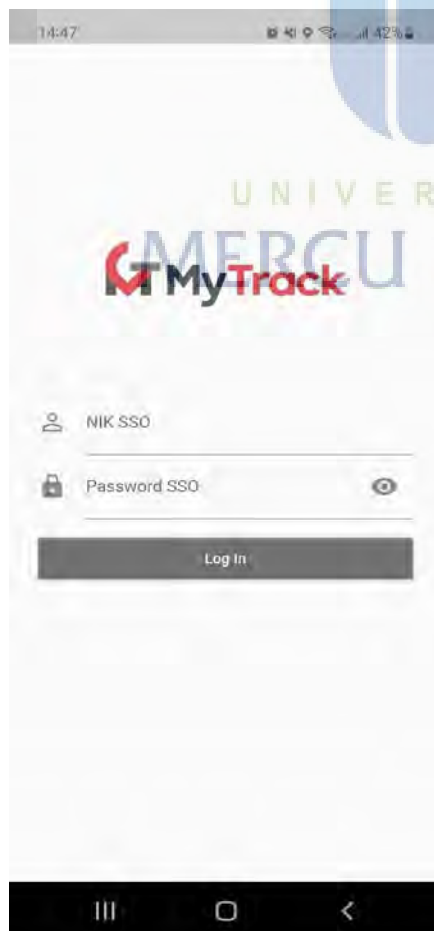 14:47 42%
UNIVER
MERCU
MyTrack
NIK SSO
Password SSO
Log In